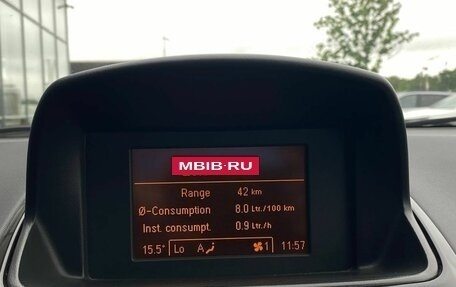 MBIB-RU
Range 42 km
Ø-Consumption 8.0 Ltr./100 km
Inst. consumpt. 0.9 Ltr./h
15.5° Lo A 1 11:57